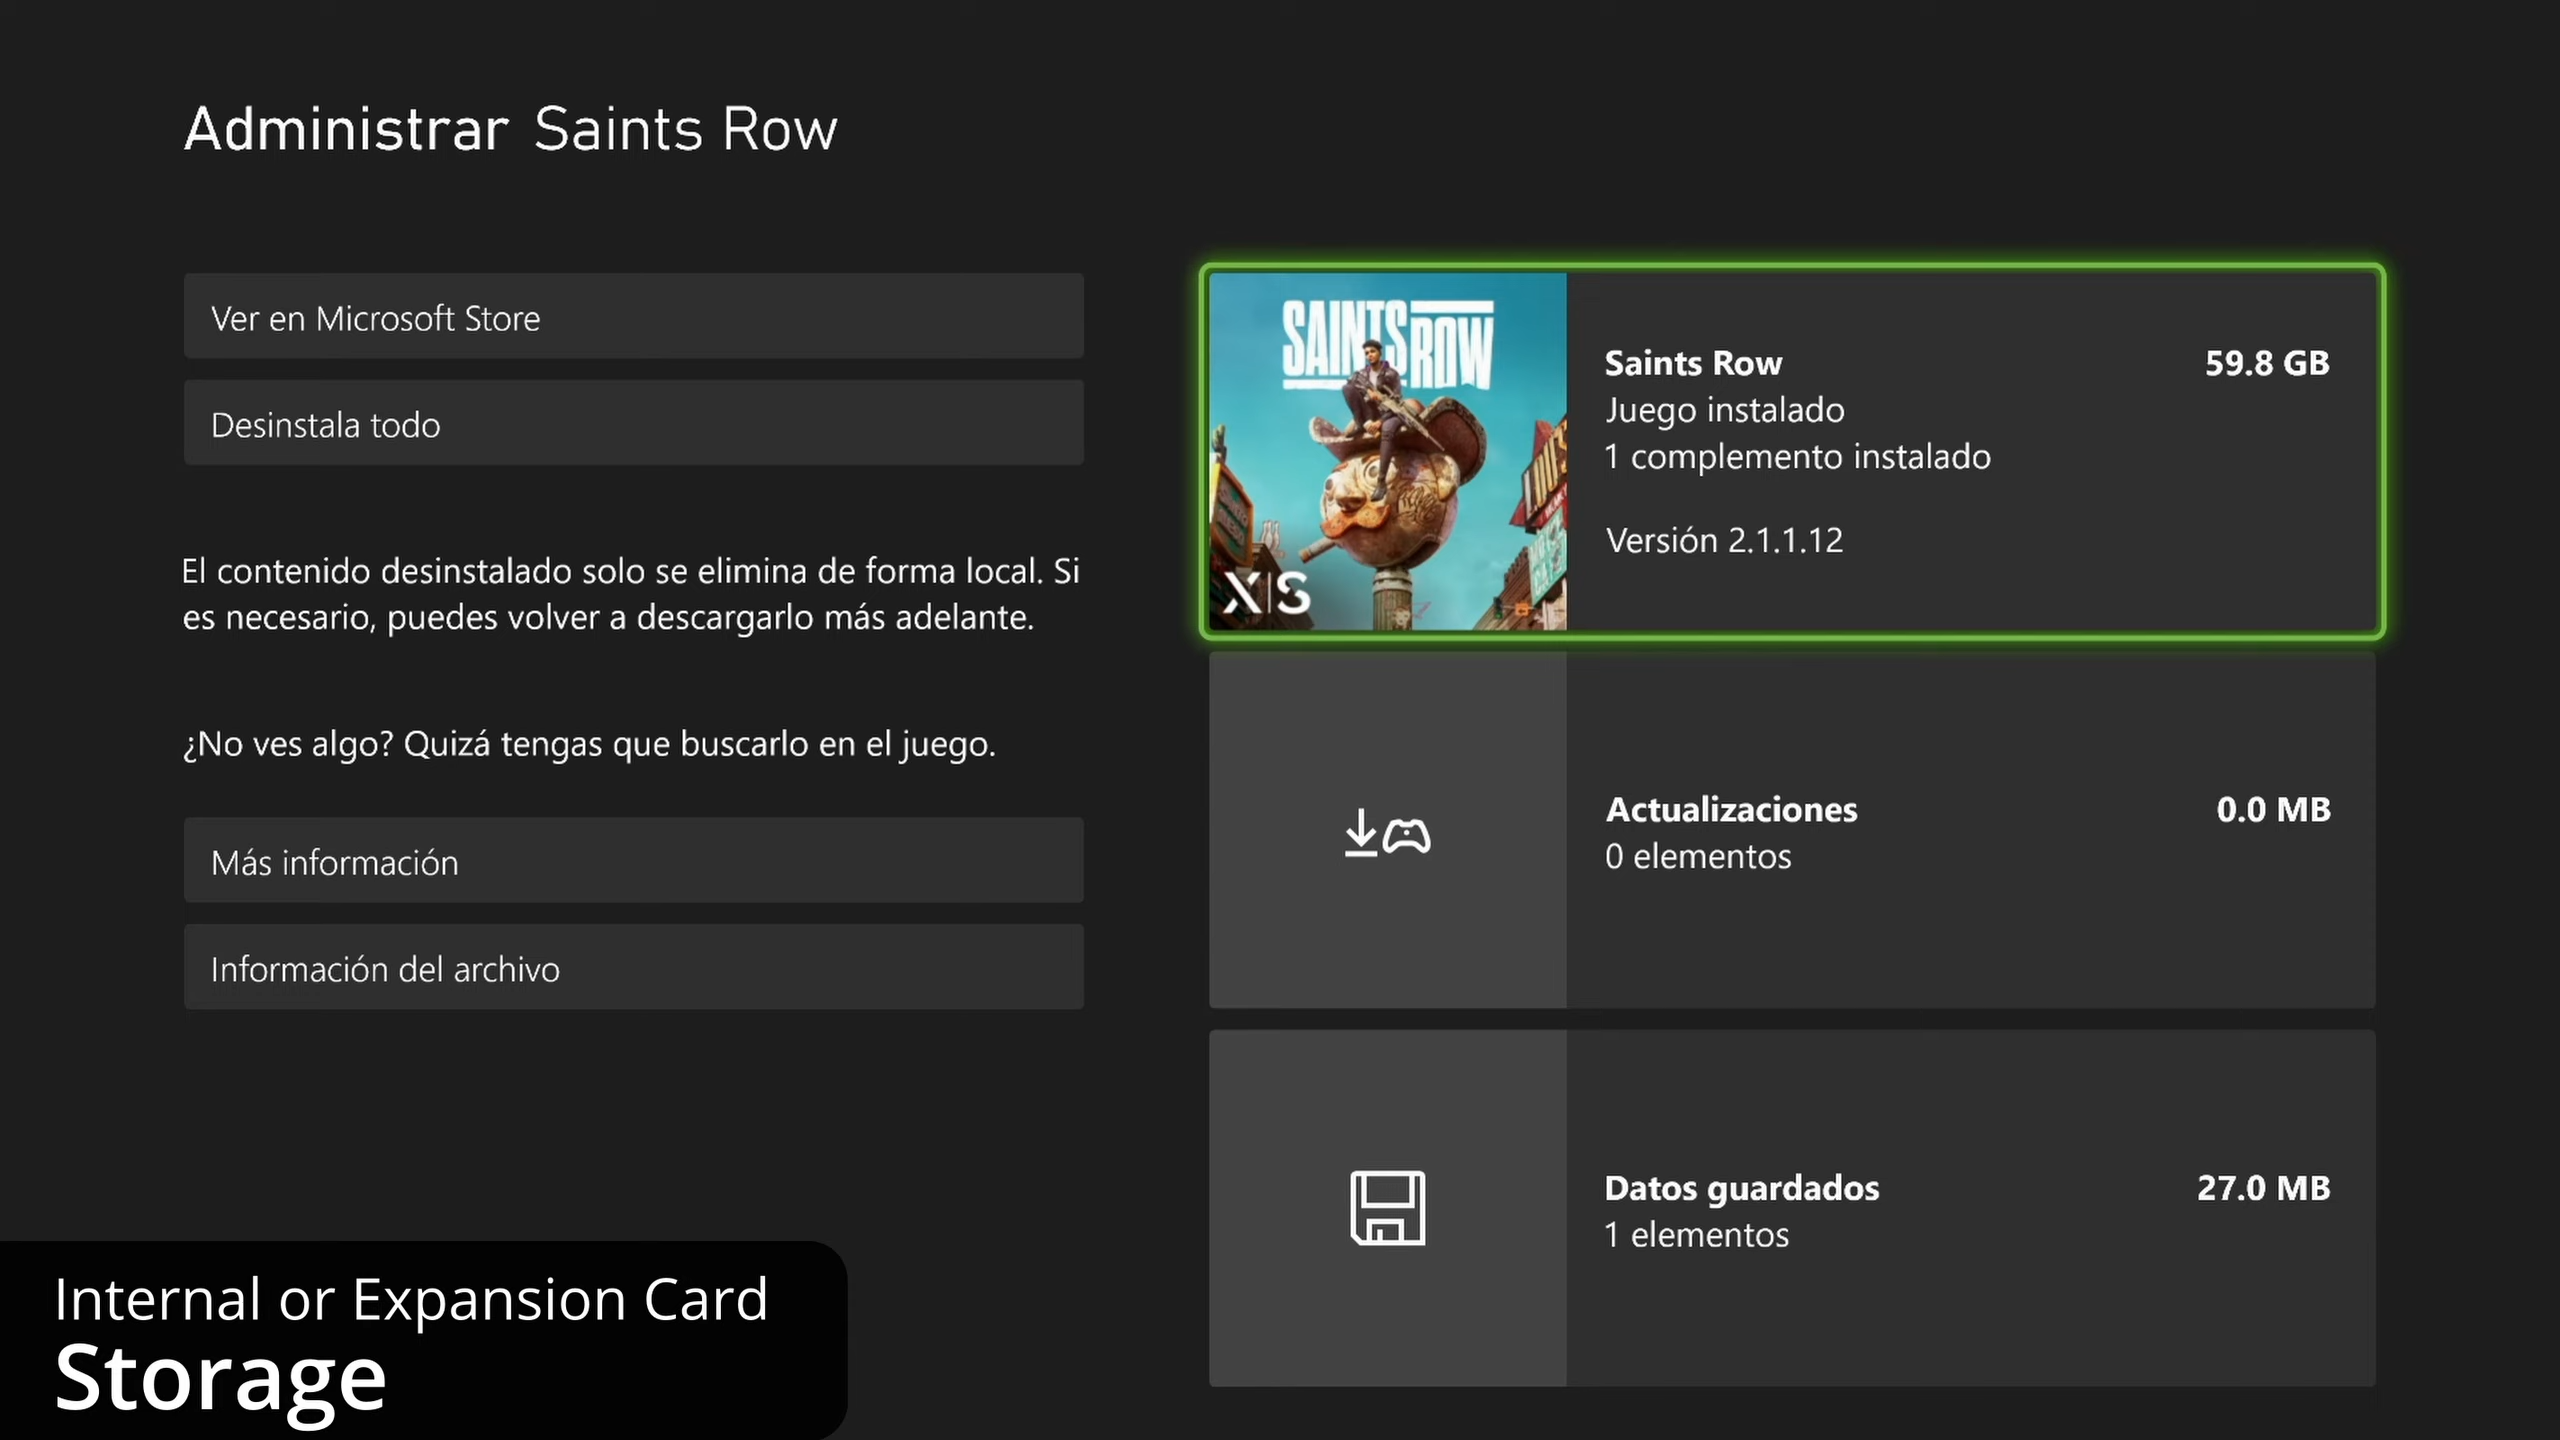 Administrar Saints Row
Ver en Microsoft Store
Desinstala todo
El contenido desinstalado solo se elimina de forma local. Si
es necesario, puedes volver a descargarlo más adelante.
¿No ves algo? Quizá tengas que buscarlo en el juego.
Más información
Información del archivo
SAINTS ROW
X|S
Saints Row 59.8 GB
Juego instalado
1 complemento instalado
Versión 2.1.1.12
Actualizaciones 0.0 MB
0 elementos
Datos guardados 27.0 MB
1 elementos
Internal or Expansion Card
Storage